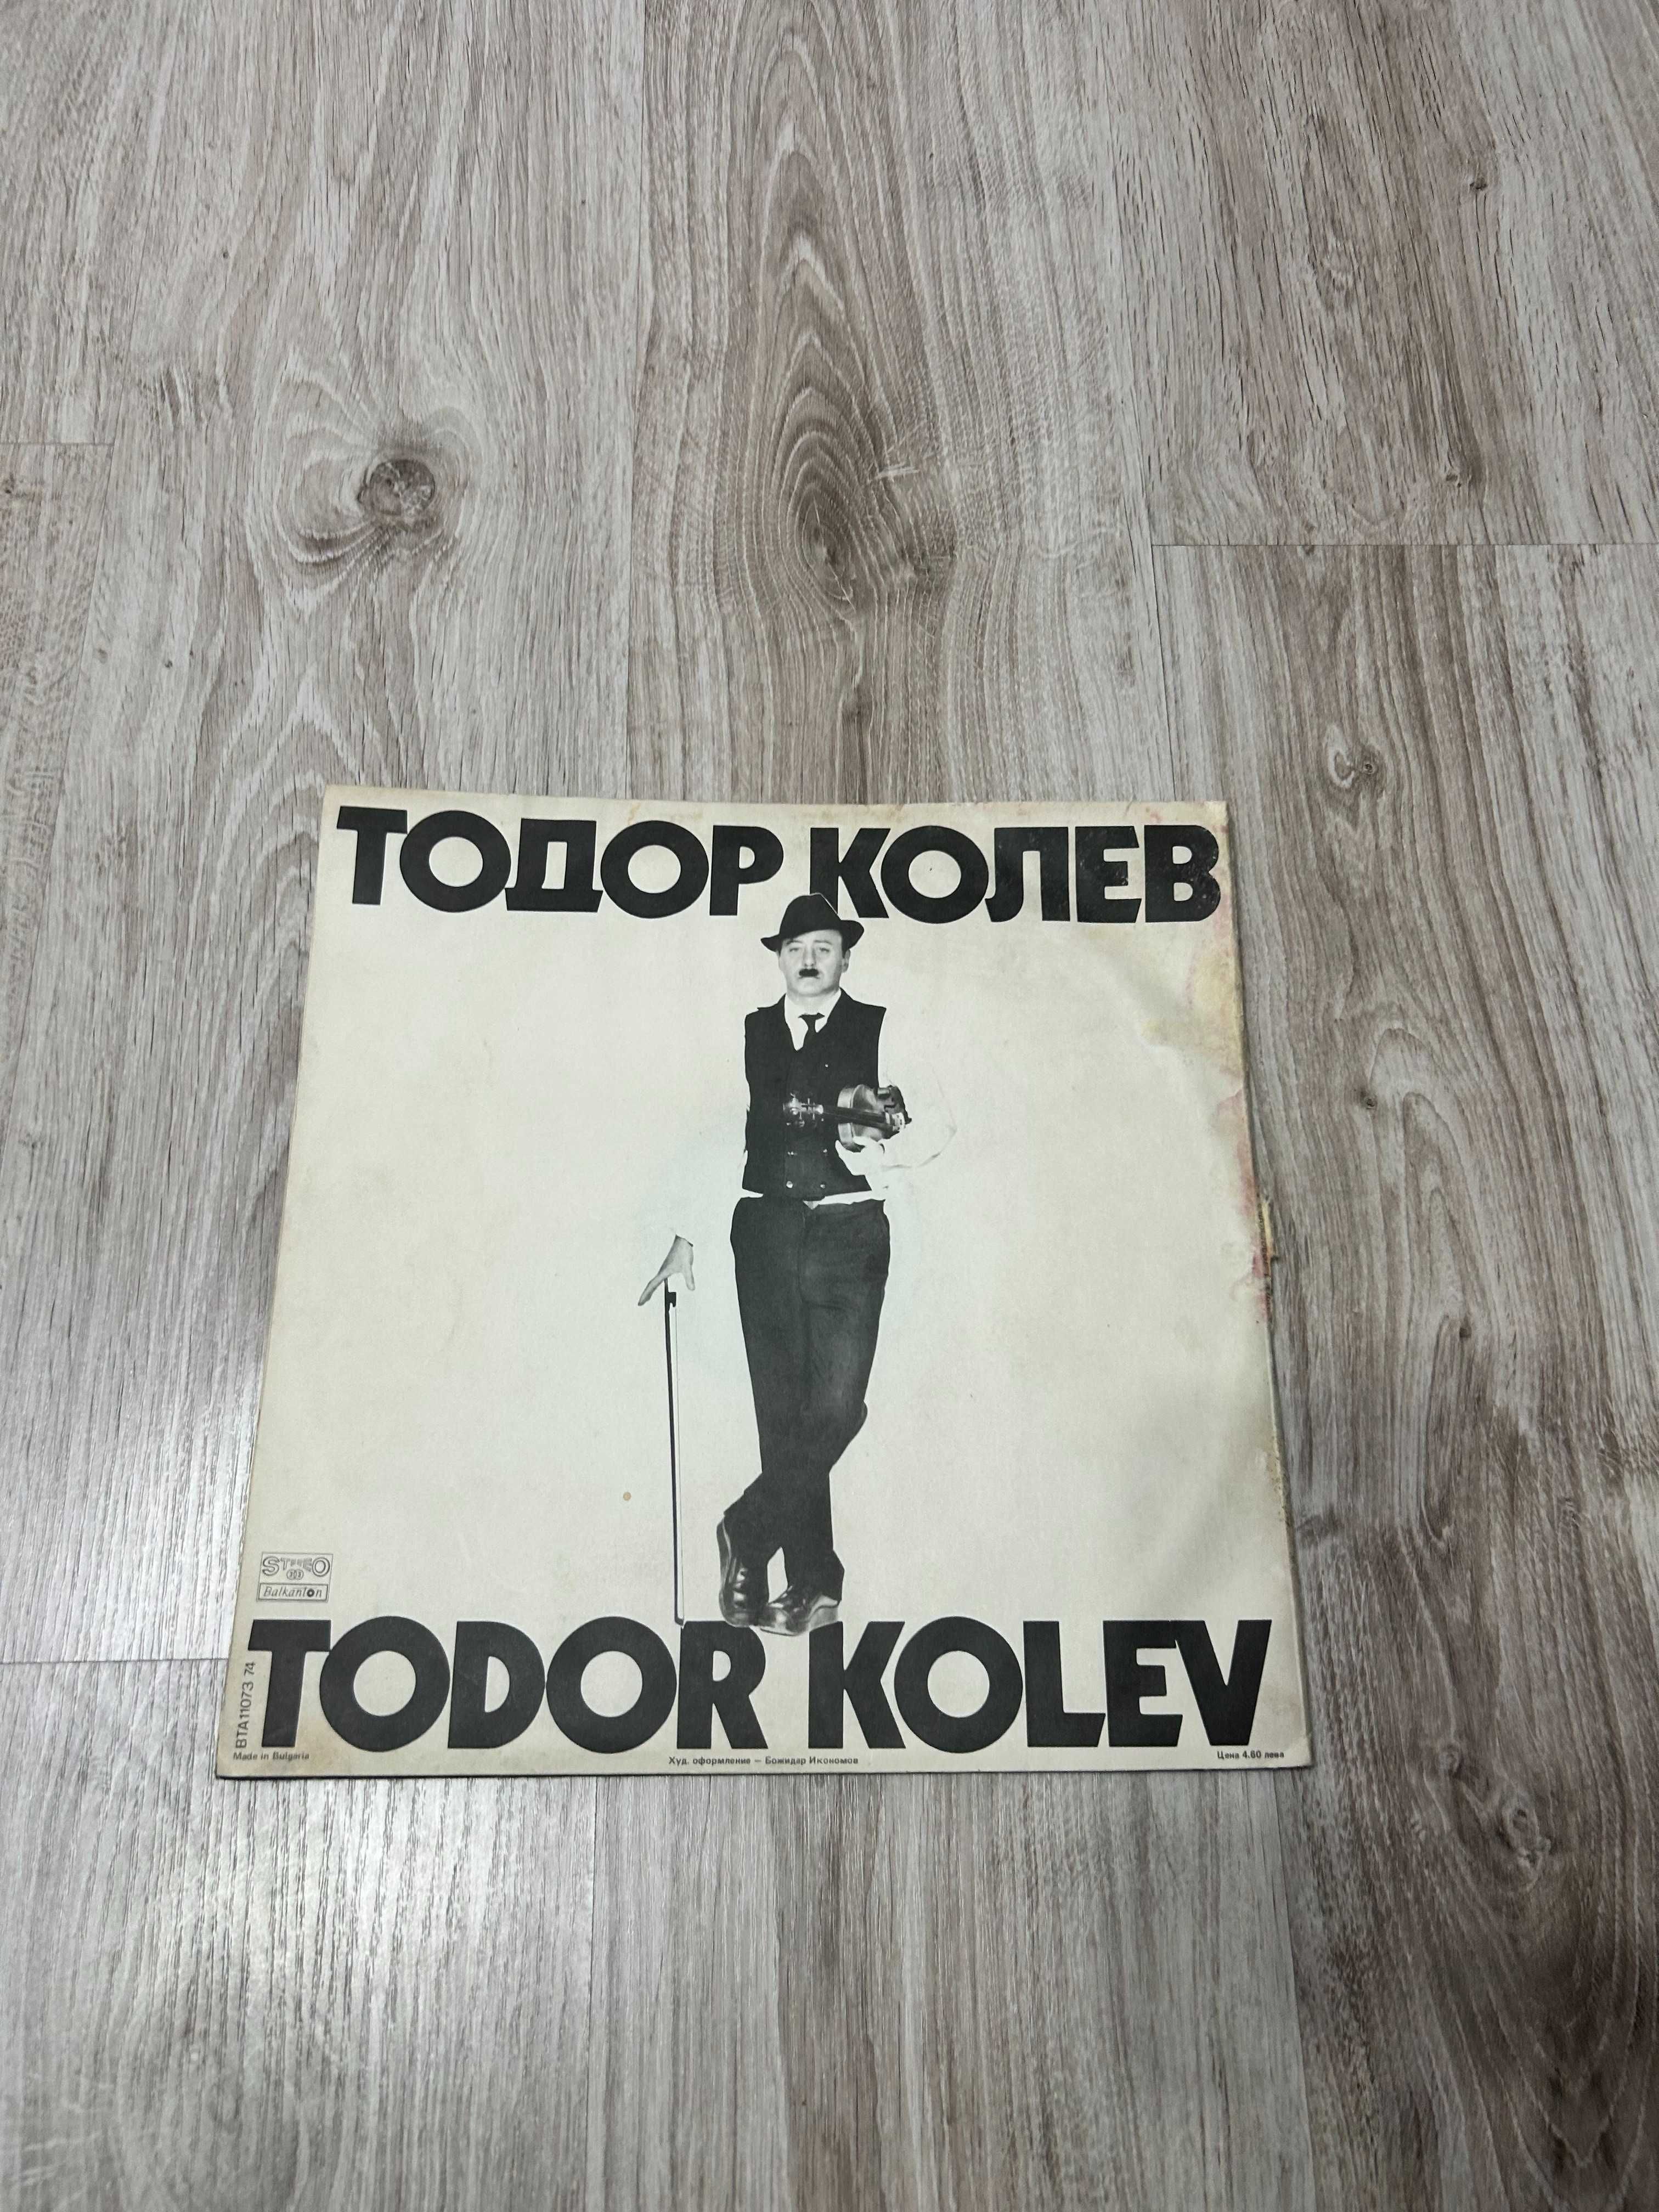 ТОДОР КОЛЕВ
STEREO
33
Balkanton
TODOR KOLEV
ВТА 11073 74
Made in Bulgaria
Худ. оформление — Божидар Икономов
Цена 4.60 лева